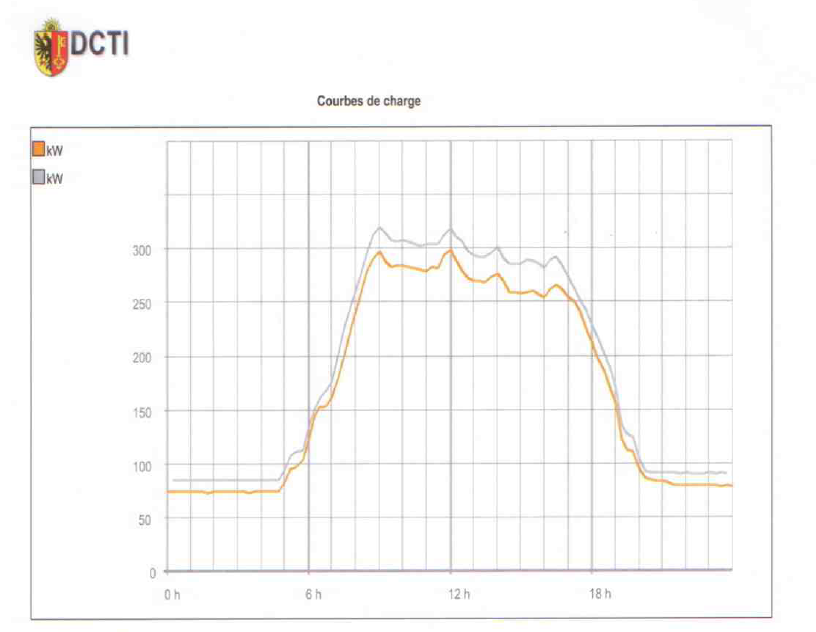 DCTI
Courbes de charge
kW
kW
300
250
200
150
100
50
0
0 h
6 h
12 h
18 h